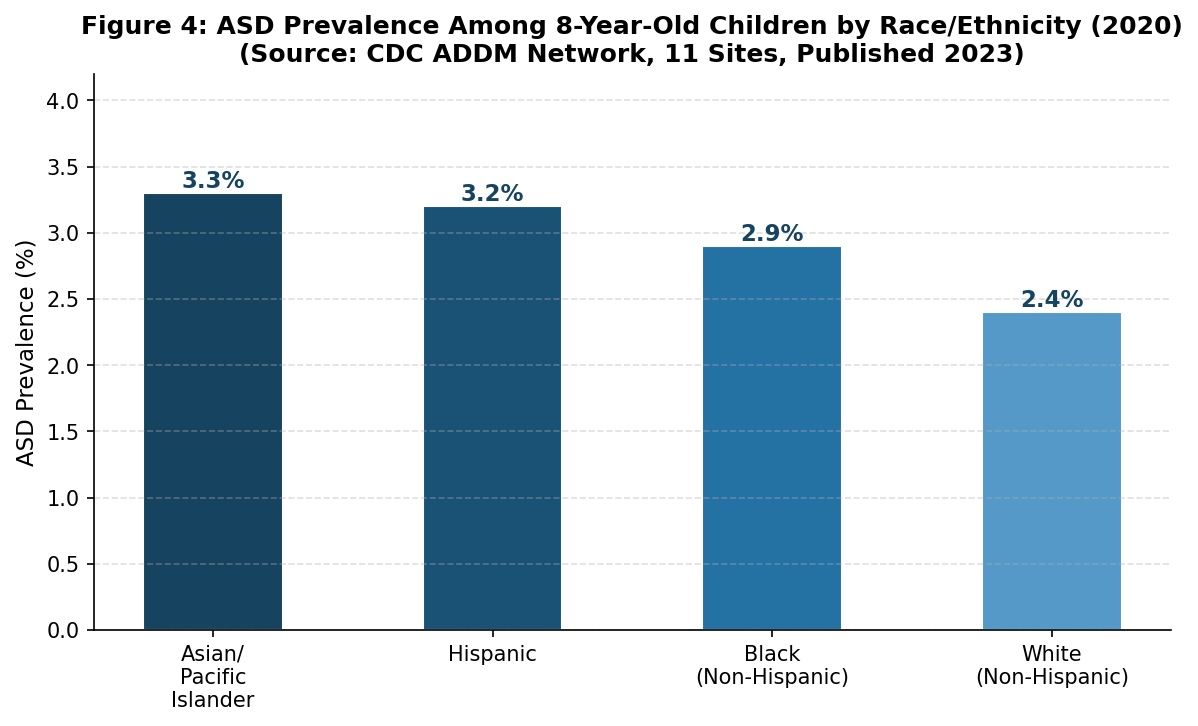 Figure 4: ASD Prevalence Among 8-Year-Old Children by Race/Ethnicity (2020)
(Source: CDC ADDM Network, 11 Sites, Published 2023)
ASD Prevalence (%)
4.0
3.5
3.0
2.5
2.0
1.5
1.0
0.5
0.0
3.3%
3.2%
2.9%
2.4%
Asian/
Pacific
Islander
Hispanic
Black
(Non-Hispanic)
White
(Non-Hispanic)